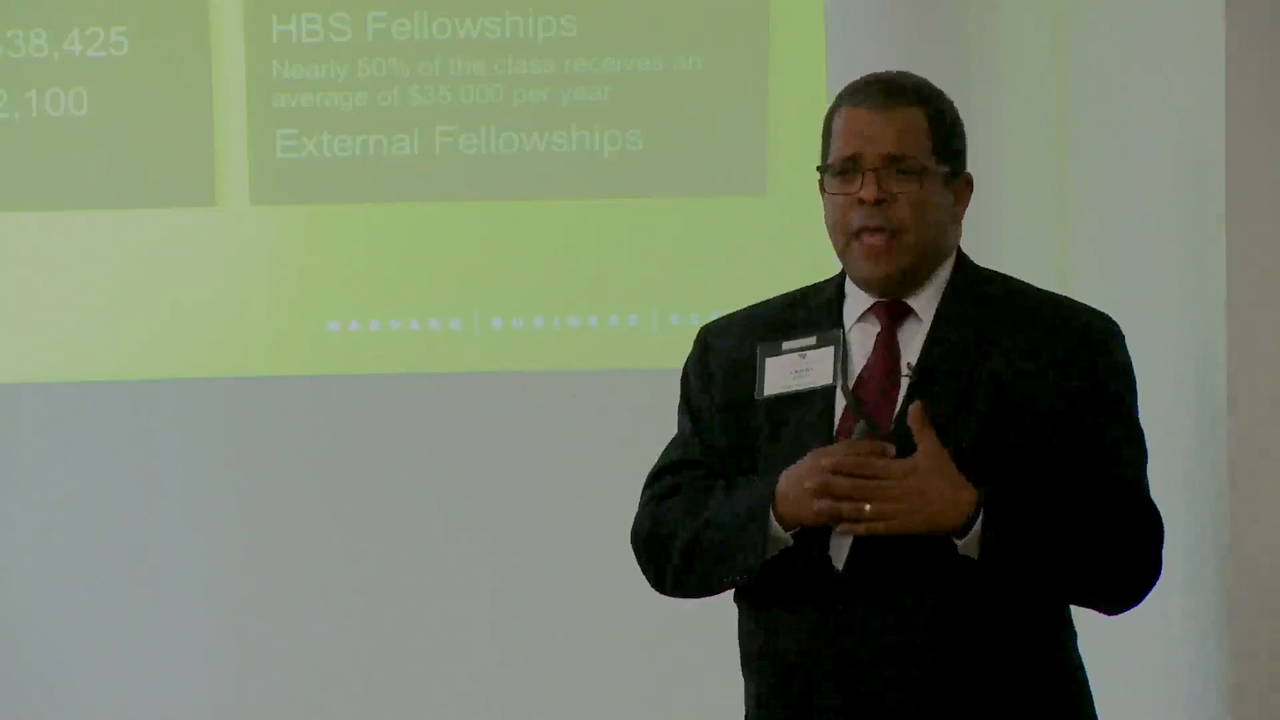 38,425
2,100
HBS Fellowships
Nearly 50% of the class receives an
average of $35,000 per year
External Fellowships
HARVARD | BUSINESS |